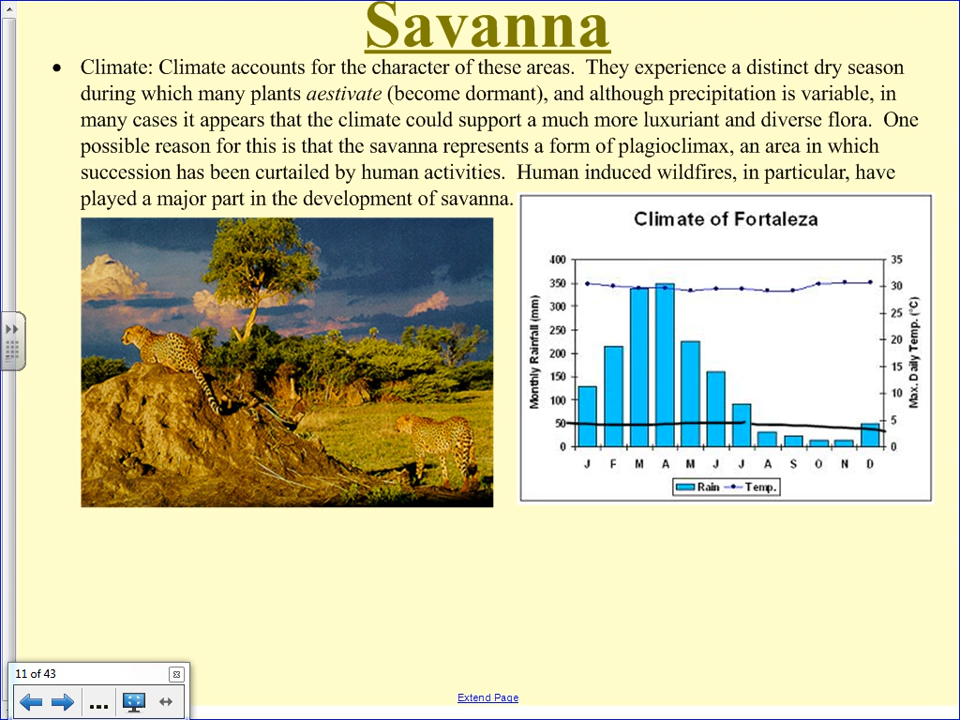 Savanna
• Climate: Climate accounts for the character of these areas. They experience a distinct dry season
during which many plants aestivate (become dormant), and although precipitation is variable, in
many cases it appears that the climate could support a much more luxuriant and diverse flora. One
possible reason for this is that the savanna represents a form of plagioclimax, an area in which
succession has been curtailed by human activities. Human induced wildfires, in particular, have
played a major part in the development of savanna.
Climate of Fortaleza
Monthly Rainfall (mm)
400
350
300
250
200
150
100
50
0
35
30
25
20
15
10
5
0
Max. Daily Temp. (°C)
J F M A M J J A S O N D
Rain Temp.
11 of 43
...
Extend Page